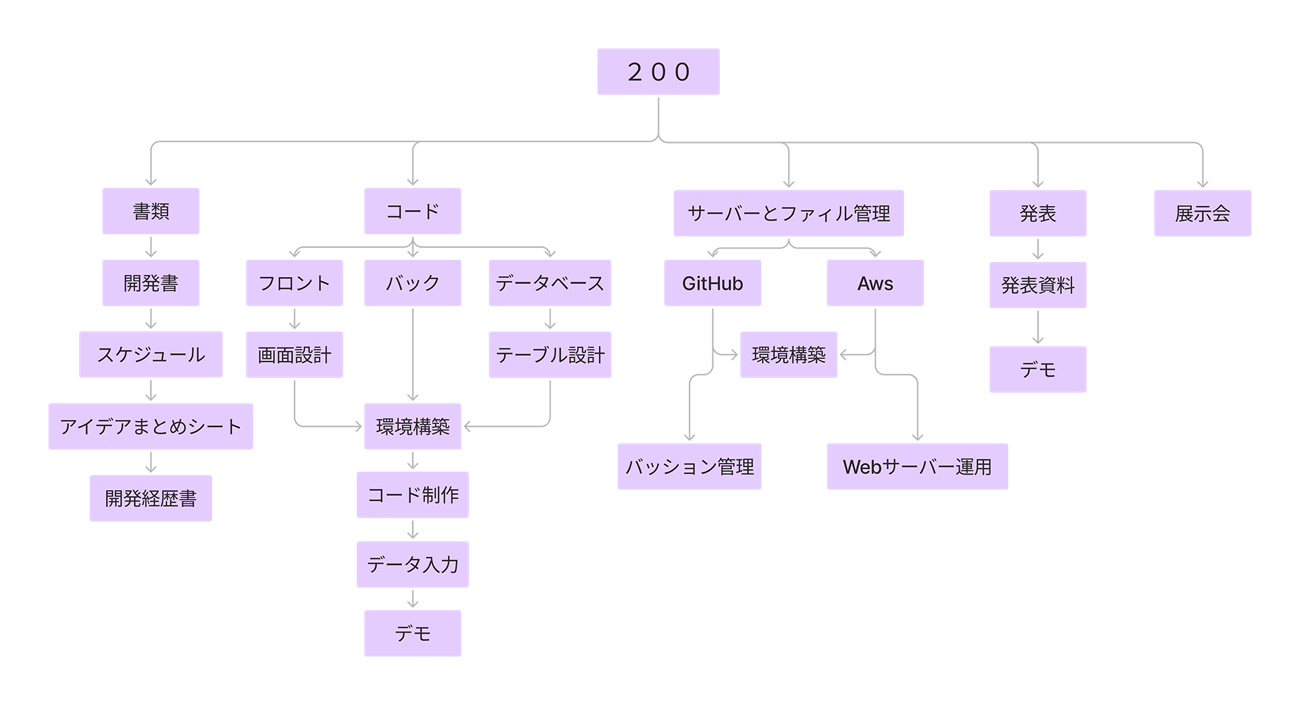 ２００
書類
コード
サーバーとファィル管理
発表
展示会
開発書
フロント
バック
データベース
GitHub
Aws
発表資料
スケジュール
画面設計
テーブル設計
環境構築
デモ
アイデアまとめシート
環境構築
バッション管理
Webサーバー運用
開発経歴書
コード制作
データ入力
デモ